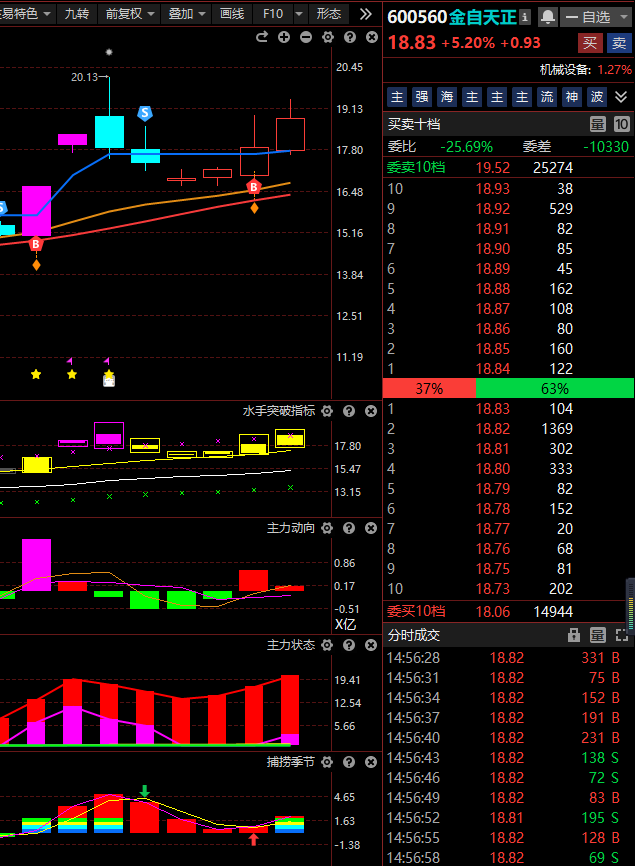 易特色 九转 前复权 叠加 画线 F10 形态
20.13
S
B
B
20.45
19.13
17.80
16.48
15.16
13.84
12.51
11.19
水手突破指标
17.80
15.47
13.15
主力动向
0.86
0.17
-0.51
X亿
主力状态
19.41
12.54
5.66
捕捞季节
4.65
1.63
-1.38
600560 金自天正 自选
18.83 +5.20% +0.93 买 卖
机械设备: 1.27%
主 强 海 主 主 主 流 神 波
买卖十档 量 10
委比 -25.69% 委差 -10330
委卖10档 19.52 25274
10 18.93 38
9 18.92 529
8 18.91 82
7 18.90 85
6 18.89 45
5 18.88 162
4 18.87 108
3 18.86 80
2 18.85 160
1 18.84 122
37% 63%
1 18.83 104
2 18.82 1369
3 18.81 302
4 18.80 333
5 18.79 82
6 18.78 152
7 18.77 20
8 18.76 68
9 18.75 81
10 18.73 202
委买10档 18.06 14944
分时成交 量
14:56:28 18.82 331 B
14:56:31 18.82 75 B
14:56:34 18.82 152 B
14:56:37 18.82 191 B
14:56:40 18.82 231 B
14:56:43 18.82 138 S
14:56:46 18.82 72 S
14:56:49 18.82 83 B
14:56:52 18.81 195 S
14:56:55 18.82 128 B
14:56:58 18.82 69 S